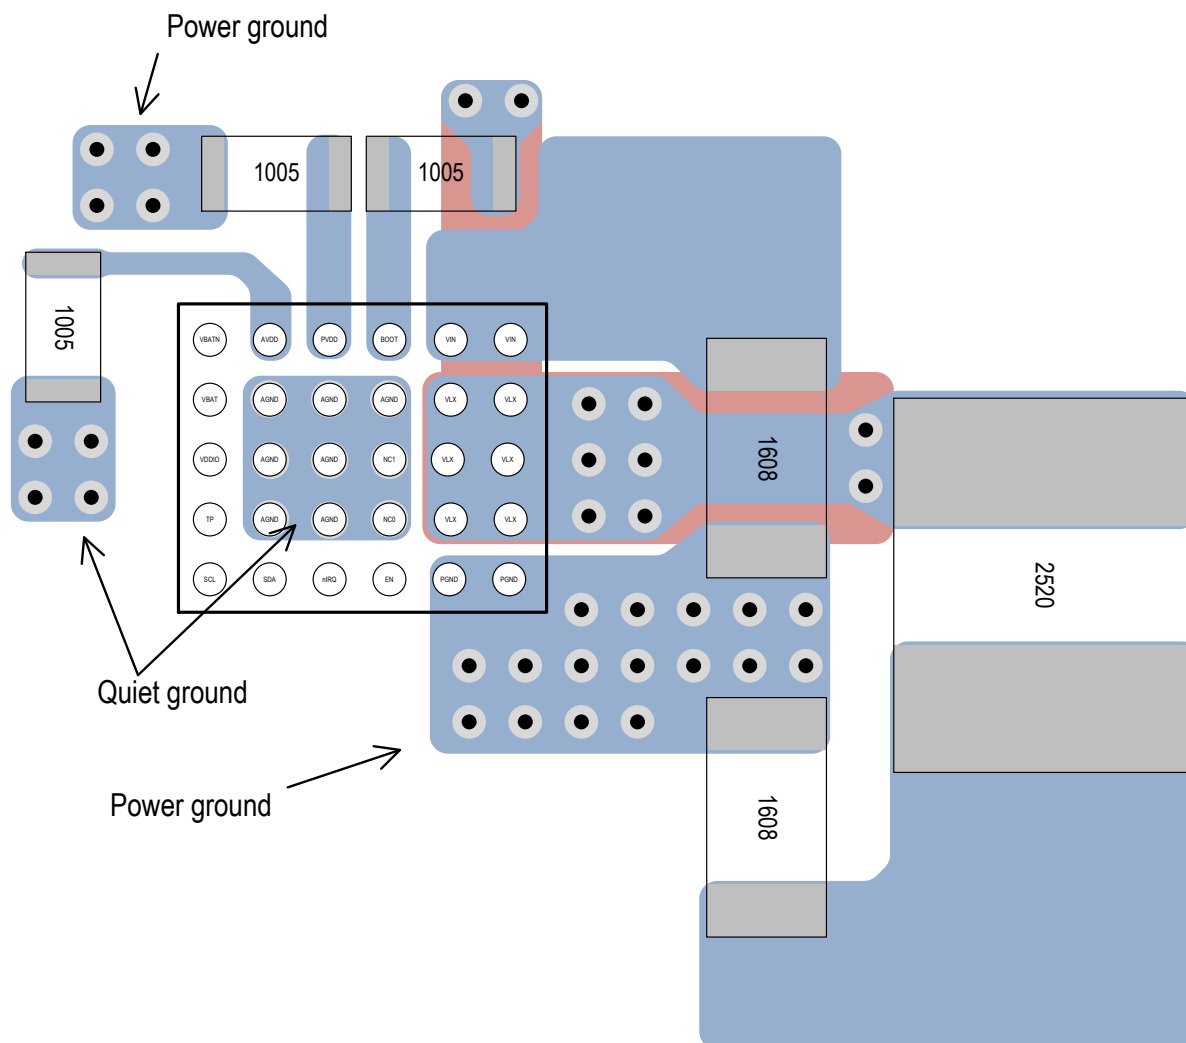 Power ground
1005
1005
1005
VBATN AVDD PVDD BOOT VIN VIN
VBAT AGND AGND AGND VLX VLX
VDDIO AGND AGND NC1 VLX VLX
TP AGND AGND NC0 VLX VLX
SCL SDA nIRQ EN PGND PGND
1608
2520
Quiet ground
Power ground
1608